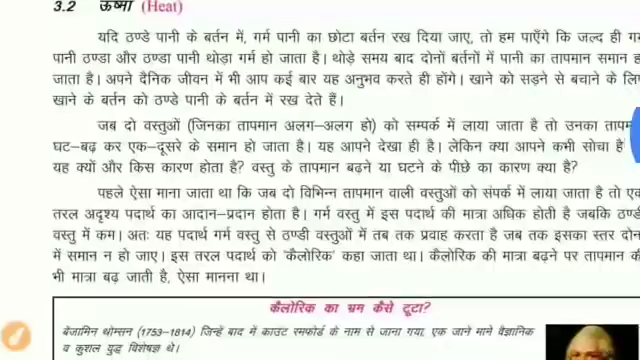 3.2 ऊष्मा (Heat)
यदि ठण्डे पानी के बर्तन में, गर्म पानी का छोटा बर्तन रख दिया जाए, तो हम पाएँगे कि जल्द ही
पानी ठण्डा और ठण्डा पानी थोड़ा गर्म हो जाता है। थोड़े समय बाद दोनों बर्तनों में पानी का तापमान समान
जाता है। अपने दैनिक जीवन में भी आप कई बार यह अनुभव करते ही होंगे। खाने को सड़ने से बचाने के
खाने के बर्तन को ठण्डे पानी के बर्तन में रख देते हैं।
जब दो वस्तुओं (जिनका तापमान अलग–अलग हो) को सम्पर्क में लाया जाता है तो उनका
घट–बढ़ कर एक–दूसरे के समान हो जाता है। यह आपने देखा ही है। लेकिन क्या आपने कभी सोचा है
यह क्यों और किस कारण होता है? वस्तु के तापमान बढ़ने या घटने के पीछे का कारण क्या है?
पहले ऐसा माना जाता था कि जब दो विभिन्न तापमान वाली वस्तुओं को संपर्क में लाया जाता है तो
तरल अदृश्य पदार्थ का आदान–प्रदान होता है। गर्म वस्तु में इस पदार्थ की मात्रा अधिक होती है जबकि
वस्तु में कम। अतः यह पदार्थ गर्म वस्तु से ठण्डी वस्तुओं में तब तक प्रवाह करता है जब तक इसका स्तर
में समान न हो जाए। इस तरल पदार्थ को 'कैलोरिक' कहा जाता था। कैलोरिक की मात्रा बढ़ने पर तापमान
भी मात्रा बढ़ जाती है, ऐसा मानना था।
कैलोरिक का भ्रम कैसे टूटा?
बेंजामिन थोम्सन (1753–1814) जिन्हें बाद में काउंट रमफोर्ड के नाम से जाना गया, एक जाने माने वैज्ञानिक
व कुशल युद्ध विशेषज्ञ थे।